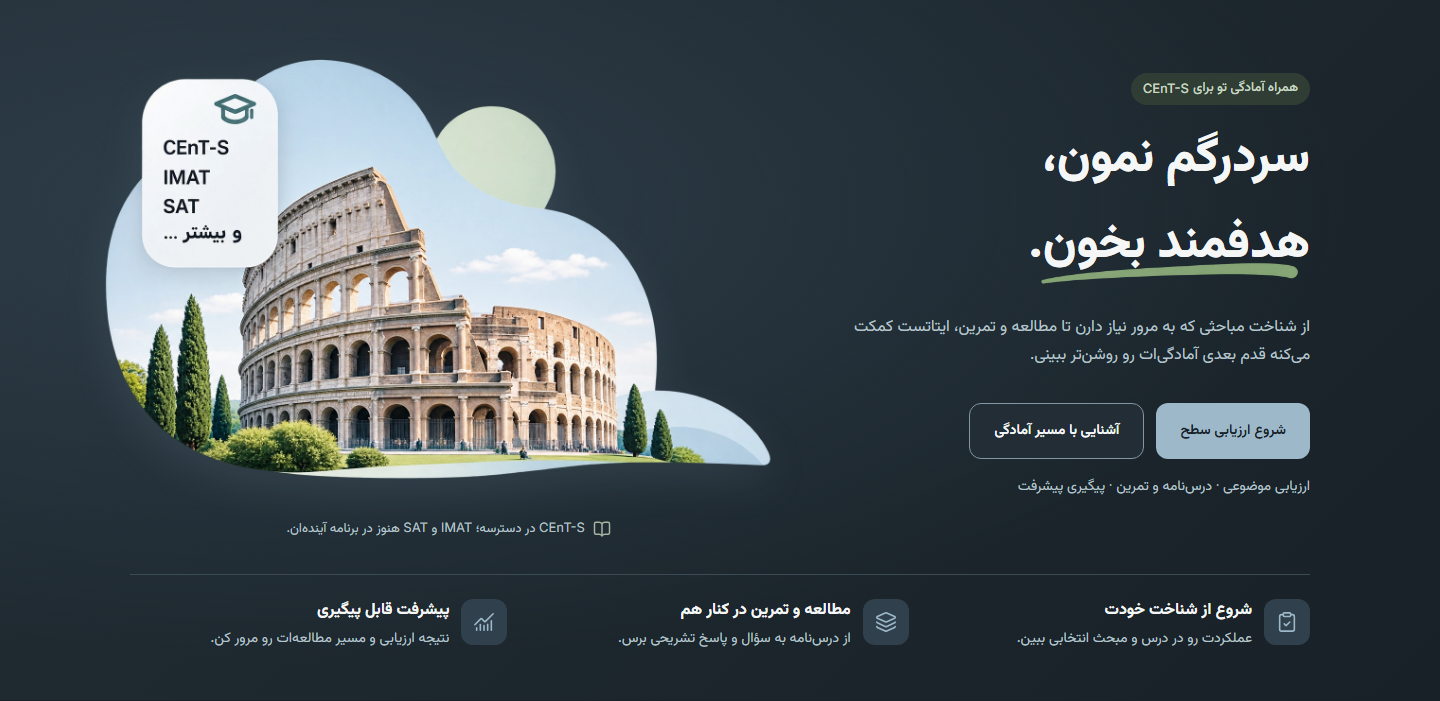 همراه آمادگی تو برای CEnT-S
سردرگم نمون،
هدفمند بخون.
از شناخت مباحثی که به مرور نیاز دارن تا مطالعه و تمرین، ایتاتست کمکت
می‌کنه قدم بعدی آمادگی‌ات رو روشن‌تر ببینی.
شروع ارزیابی سطح
آشنایی با مسیر آمادگی
ارزیابی موضوعی · درس‌نامه و تمرین · پیگیری پیشرفت
CEnT-S
IMAT
SAT
و بیشتر ...
CEnT-S در دسترسه؛ IMAT و SAT هنوز در برنامه آینده‌ان.
شروع از شناخت خودت
عملکردت رو در درس و مبحث انتخابی ببین.
مطالعه و تمرین در کنار هم
از درس‌نامه به سؤال و پاسخ تشریحی برس.
پیشرفت قابل پیگیری
نتیجه ارزیابی و مسیر مطالعه‌ات رو مرور کن.